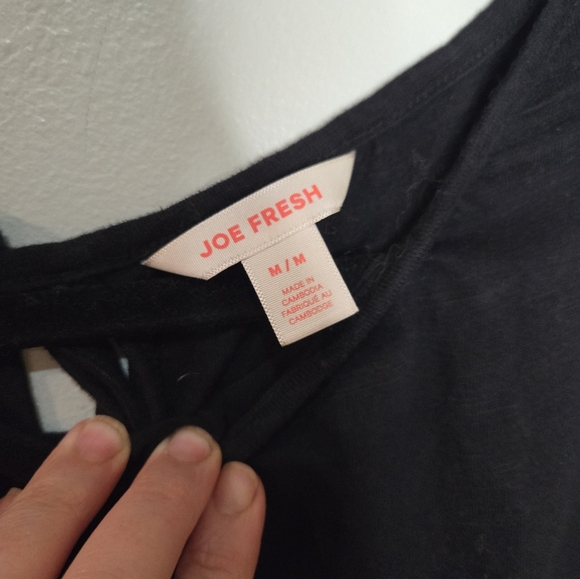 JOE FRESH
M / M
MADE IN
CAMBODIA
FABRIQUÉ AU
CAMBODGE